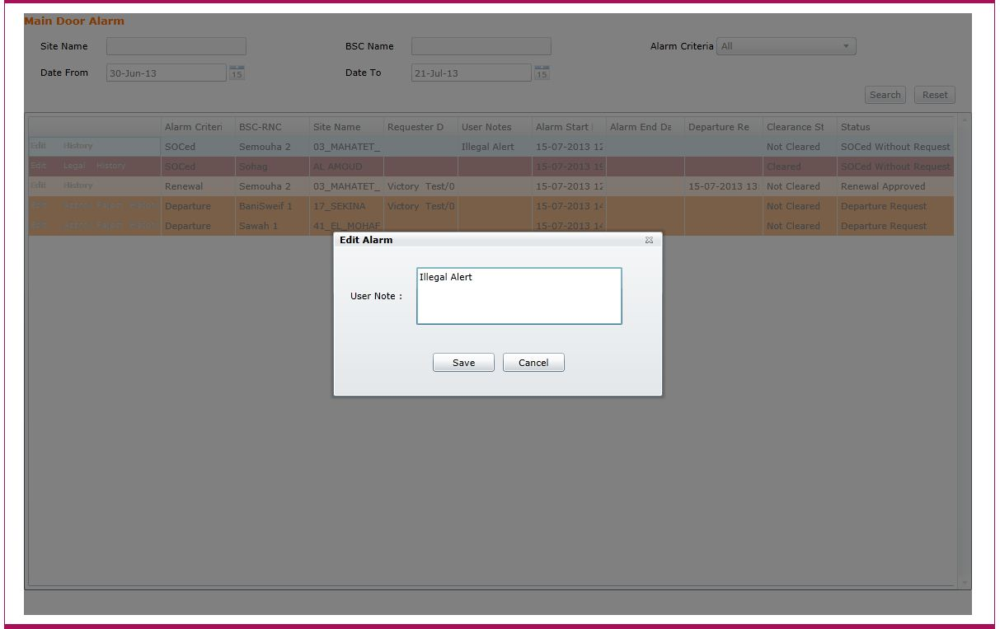 Main Door Alarm
Site Name BSC Name Alarm Criteria All
Date From 30-Jun-13 15 Date To 21-Jul-13 15
Search Reset
Alarm Criteri BSC-RNC Site Name Requester D User Notes Alarm Start Alarm End Da Departure Re Clearance St Status
Edit History SOCed Semouha 2 03_MAHATET_ Illegal Alert 15-07-2013 12 Not Cleared SOCed Without Request
Edit Legal History SOCed Sohag AL AMOUD 15-07-2013 19 Cleared SOCed Without Request
Edit History Renewal Semouha 2 03_MAHATET_ Victory Test/0 15-07-2013 12 15-07-2013 13: Not Cleared Renewal Approved
Edit Reject Departure BaniSweif 1 17_SEKINA Victory Test/0 15-07-2013 14 Not Cleared Departure Request
Edit Reject Departure Sawah 1 41_EL_MOHAF 15-07-2013 14 Not Cleared Departure Request
Edit Alarm
Illegal Alert
User Note :
Save Cancel